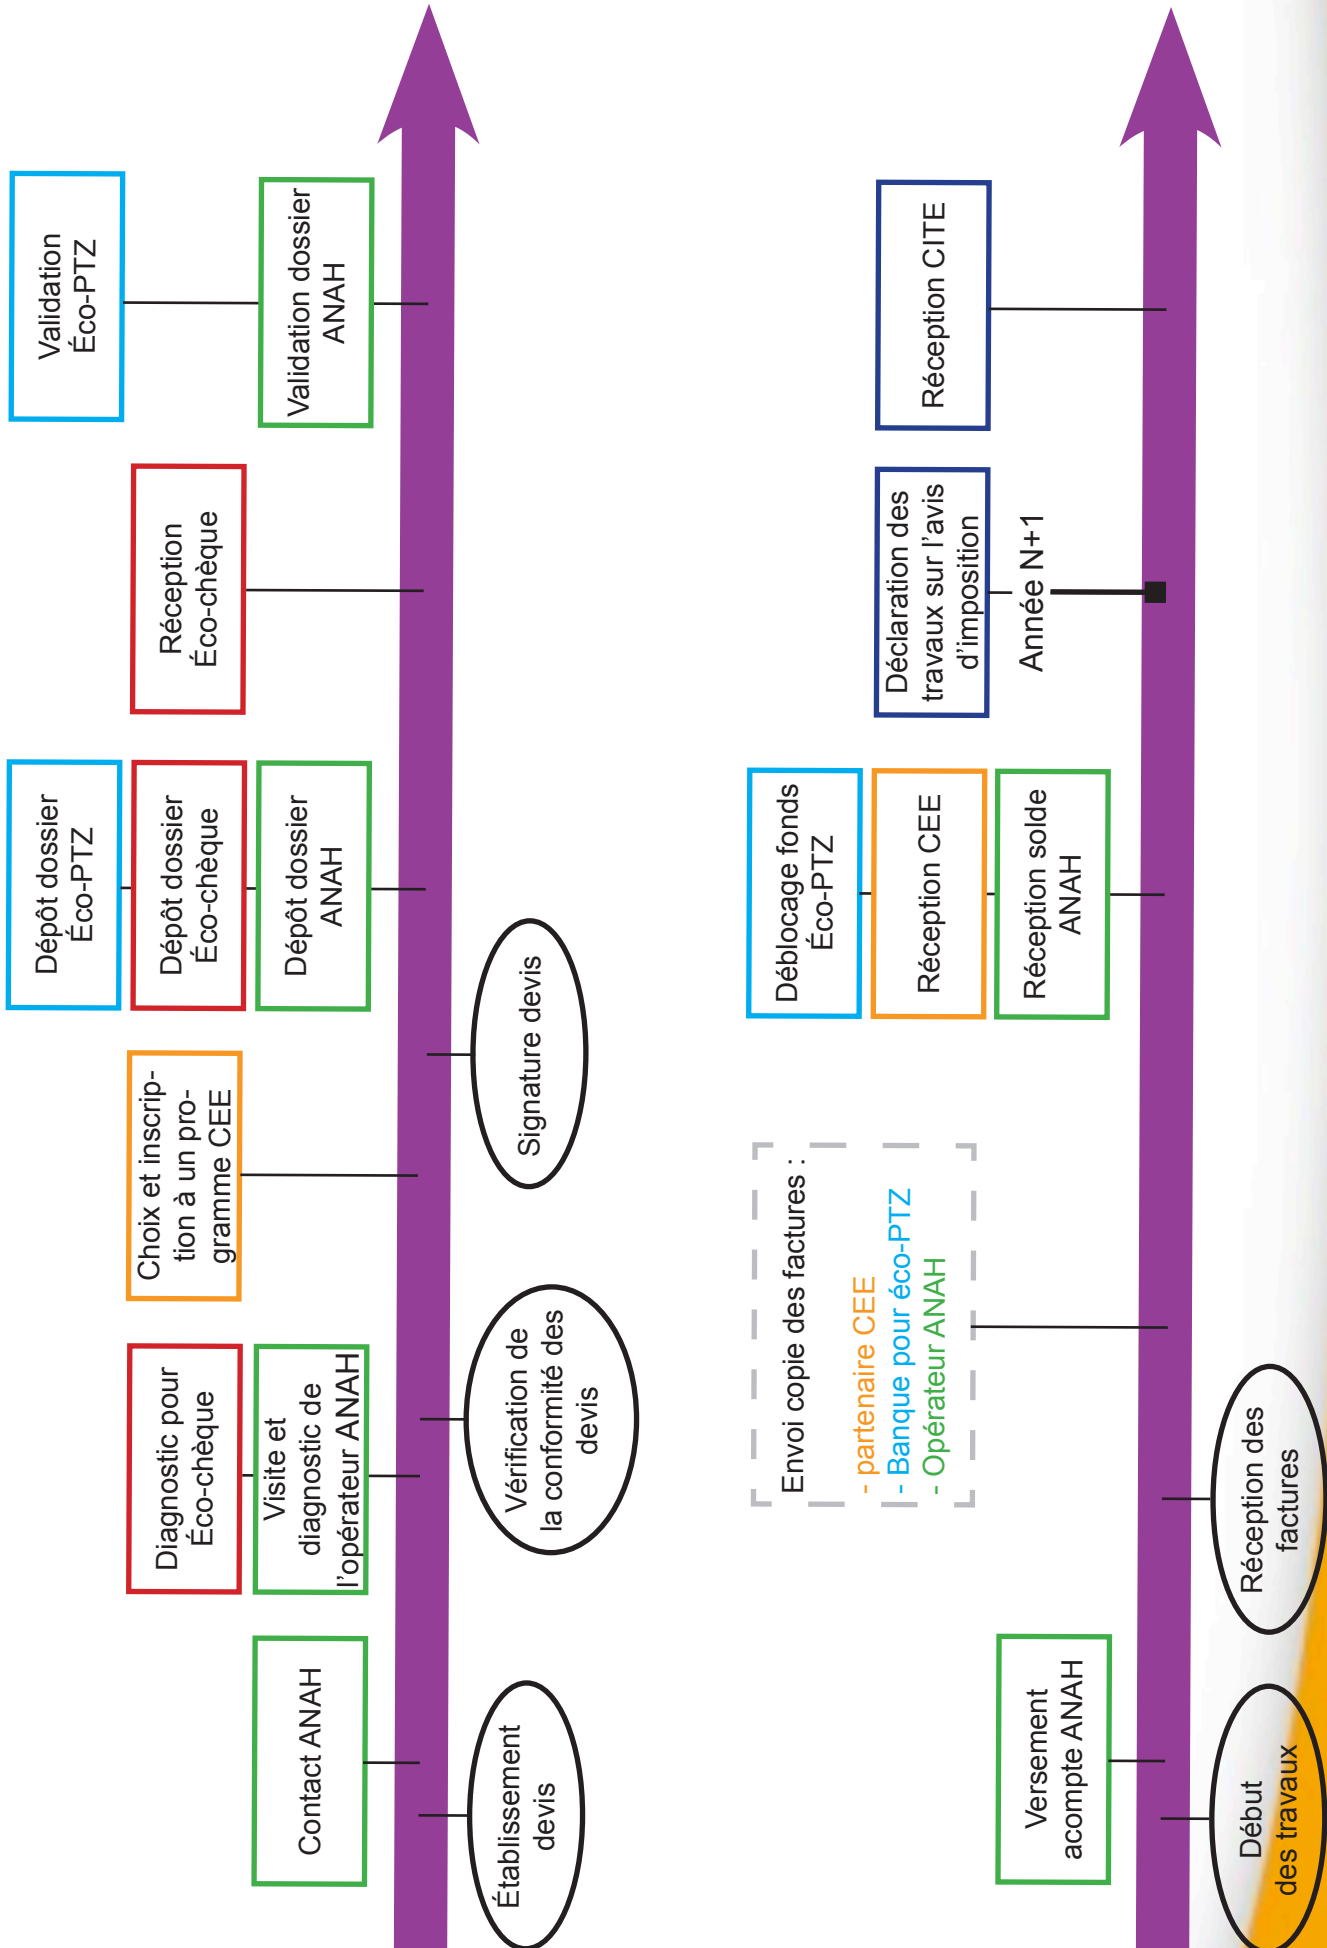 Contact ANAH
Établissement
devis
Diagnostic pour
Éco-chèque
Visite et
diagnostic de
l'opérateur ANAH
Vérification de
la conformité des
devis
Choix et inscrip-
tion à un pro-
gramme CEE
Signature devis
Dépôt dossier
Éco-PTZ
Dépôt dossier
Éco-chèque
Dépôt dossier
ANAH
Réception
Éco-chèque
Validation
Éco-PTZ
Validation dossier
ANAH
Début
des travaux
Versement
acompte ANAH
Réception des
factures
Envoi copie des factures :
- partenaire CEE
- Banque pour éco-PTZ
- Opérateur ANAH
Déblocage fonds
Éco-PTZ
Réception CEE
Réception solde
ANAH
Déclaration des
travaux sur l'avis
d'imposition
Année N+1
Réception CITE